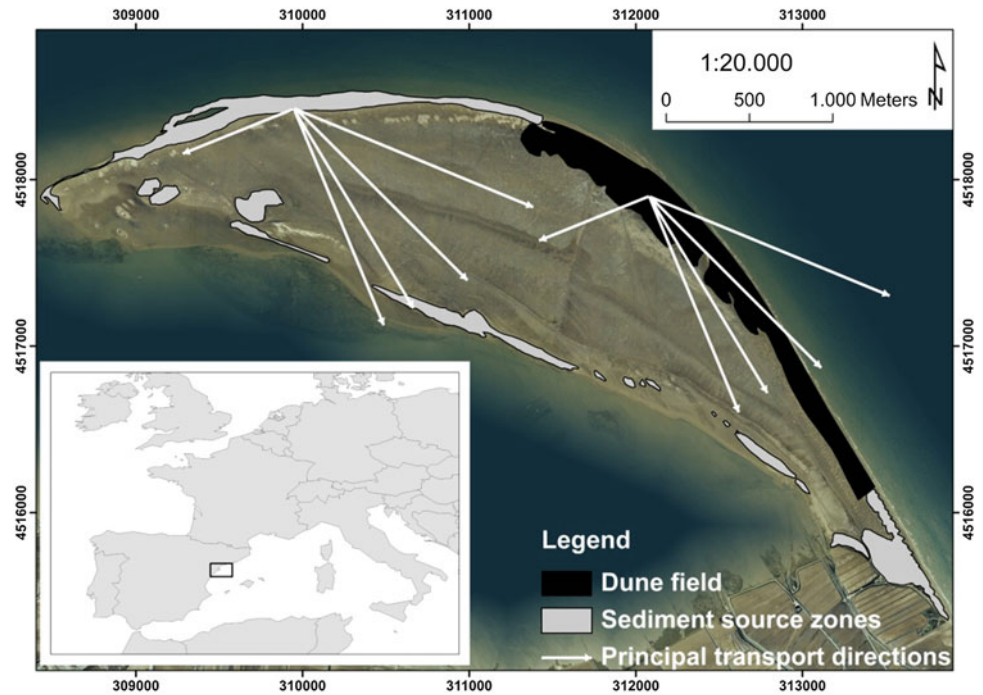 309000 310000 311000 312000 313000
1:20.000
0 500 1.000 Meters
N
4518000 4518000
4517000 4517000
4516000 4516000
Legend
Dune field
Sediment source zones
Principal transport directions
309000 310000 311000 312000 313000